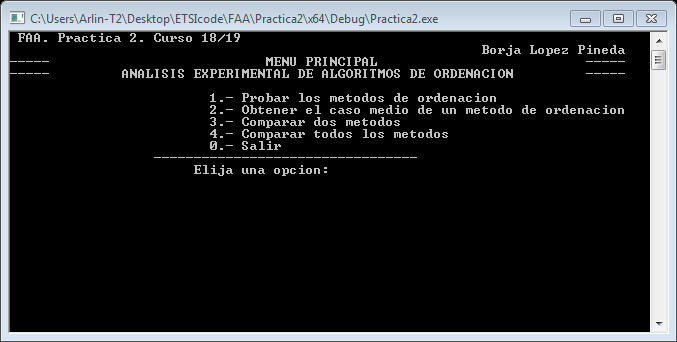 C:\Users\Arlin-T2\Desktop\ETSIcode\FAA\Practica2\x64\Debug\Practica2.exe
FAA. Practica 2. Curso 18/19
Borja Lopez Pineda
----- MENU PRINCIPAL -----
----- ANALISIS EXPERIMENTAL DE ALGORITMOS DE ORDENACION -----
1.- Probar los metodos de ordenacion
2.- Obtener el caso medio de un metodo de ordenacion
3.- Comparar dos metodos
4.- Comparar todos los metodos
0.- Salir
---------------------------------
Elija una opcion: